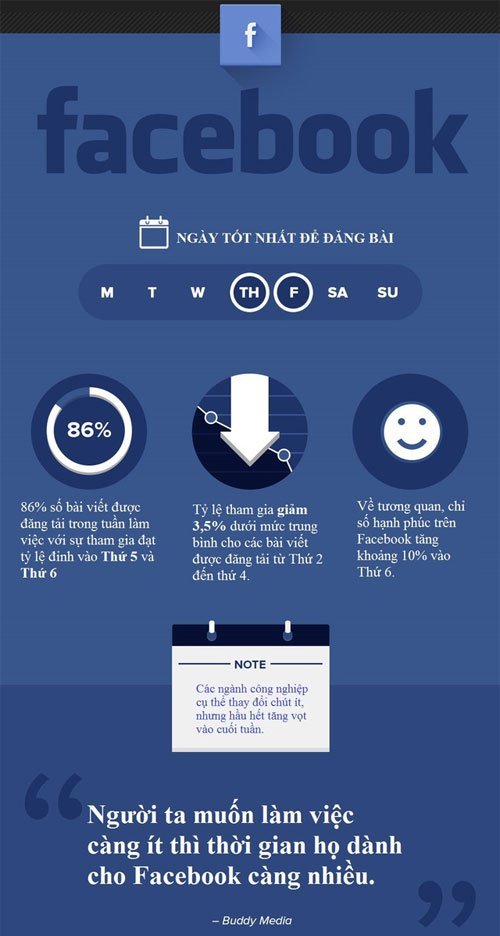 f
facebook
NGÀY TỐT NHẤT ĐỂ ĐĂNG BÀI
M T W TH F SA SU
86%
86% số bài viết được
đăng tải trong tuần làm
việc với sự tham gia đạt
tỷ lệ đỉnh vào Thứ 5 và
Thứ 6
Tỷ lệ tham gia giảm
3,5% dưới mức trung
bình cho các bài viết
được đăng tải từ Thứ 2
đến thứ 4.
Về tương quan, chỉ
số hạnh phúc trên
Facebook tăng
khoảng 10% vào
Thứ 6.
NOTE
Các ngành công nghiệp
cụ thể thay đổi chút ít,
nhưng hầu hết tăng vọt
vào cuối tuần.
“
Người ta muốn làm việc
càng ít thì thời gian họ dành
cho Facebook càng nhiều.
”
– Buddy Media